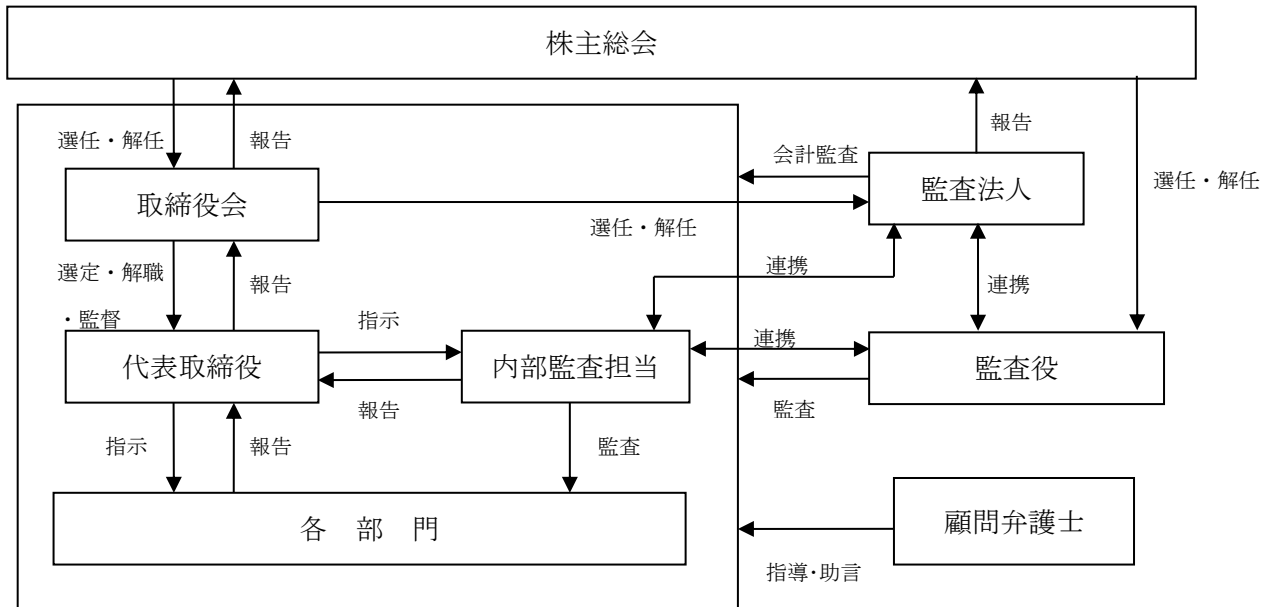 株主総会
選任・解任
報告
報告
会計監査
監査法人
選任・解任
取締役会
選任・解任
選定・解職
・監督
報告
連携
連携
指示
代表取締役
内部監査担当
連携
監査役
報告
監査
指示
報告
監査
各　部　門
顧問弁護士
指導・助言